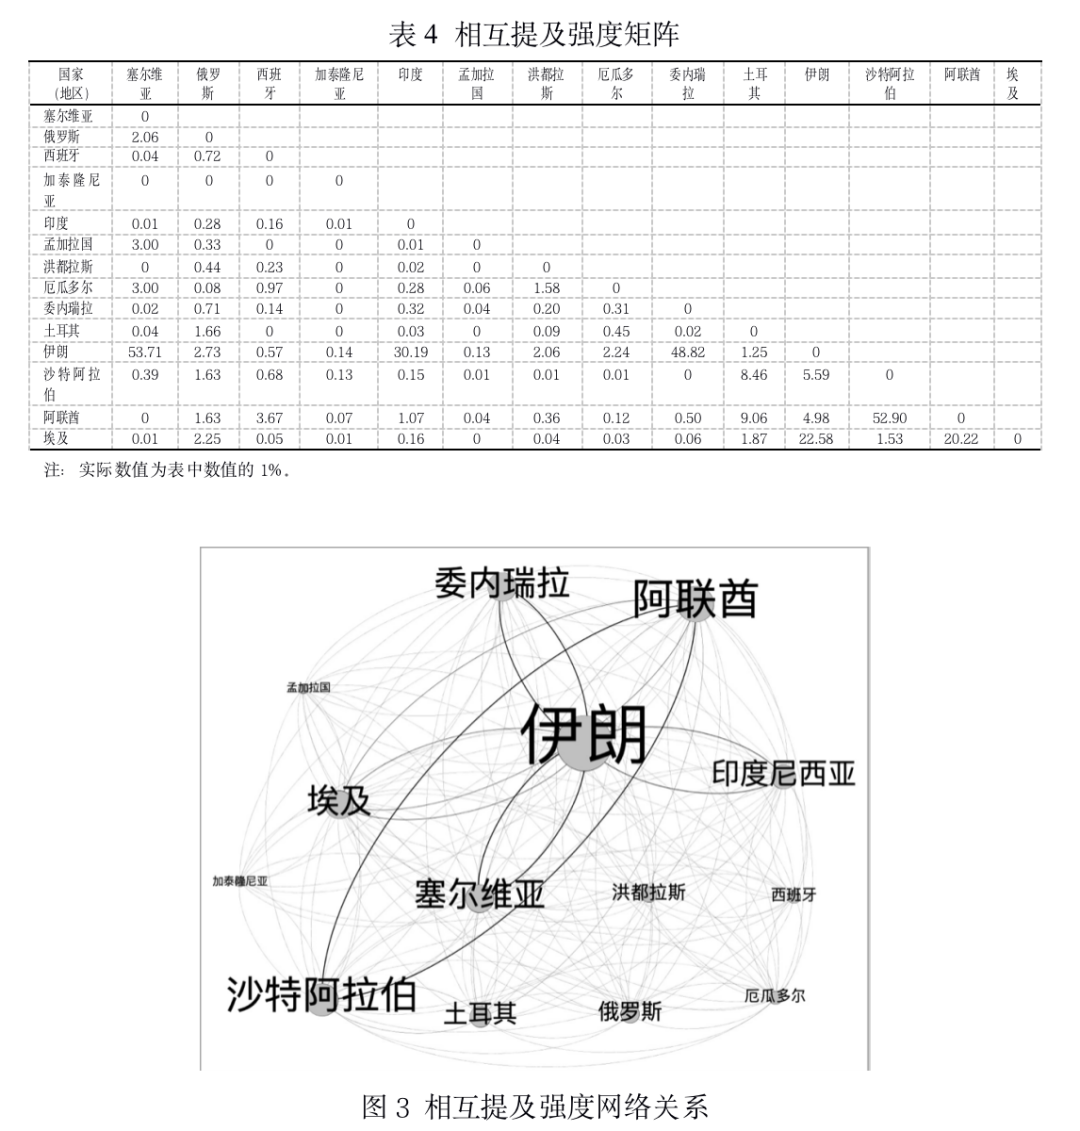 表 4 相互提及强度矩阵
国家（地区） 塞尔维亚 俄罗斯 西班牙 加泰隆尼亚 印度 孟加拉国 洪都拉斯 厄瓜多尔 委内瑞拉 土耳其 伊朗 沙特阿拉伯 阿联酋 埃及
塞尔维亚 0
俄罗斯 2.06 0
西班牙 0.04 0.72 0
加泰隆尼亚 0 0 0 0
印度 0.01 0.28 0.16 0.01 0
孟加拉国 3.00 0.33 0 0 0.01 0
洪都拉斯 0 0.44 0.23 0 0.02 0 0
厄瓜多尔 3.00 0.08 0.97 0 0.28 0.06 1.58 0
委内瑞拉 0.02 0.71 0.14 0 0.32 0.04 0.20 0.31 0
土耳其 0.04 1.66 0 0 0.03 0 0.09 0.45 0.02 0
伊朗 53.71 2.73 0.57 0.14 30.19 0.13 2.06 2.24 48.82 1.25 0
沙特阿拉伯 0.39 1.63 0.68 0.13 0.15 0.01 0.01 0.01 0 8.46 5.59 0
阿联酋 0 1.63 3.67 0.07 1.07 0.04 0.36 0.12 0.50 9.06 4.98 52.90 0
埃及 0.01 2.25 0.05 0.01 0.16 0 0.04 0.03 0.06 1.87 22.58 1.53 20.22 0
注: 实际数值为表中数值的 1%。
委内瑞拉
阿联酋
孟加拉国
伊朗
印度尼西亚
埃及
加泰隆尼亚
塞尔维亚
洪都拉斯
西班牙
沙特阿拉伯
土耳其
俄罗斯
厄瓜多尔
图 3 相互提及强度网络关系